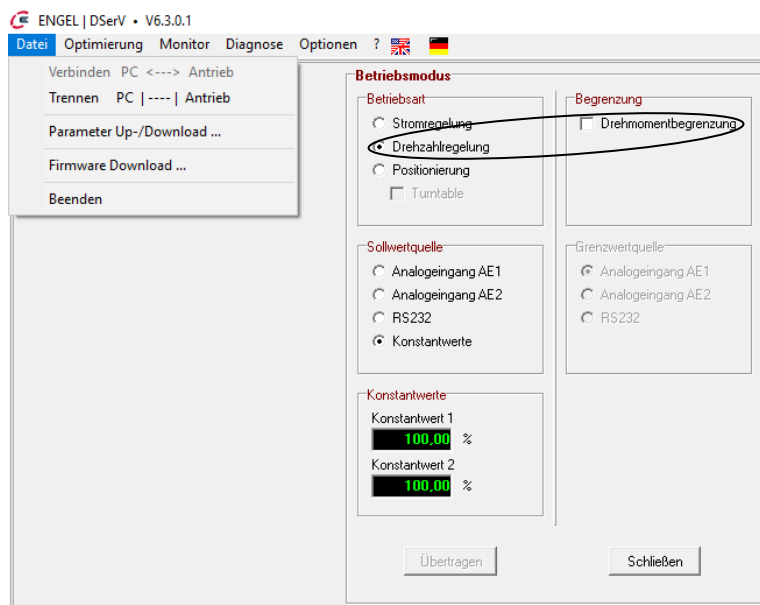 ENGEL | DSerV • V6.3.0.1
Datei Optimierung Monitor Diagnose Optionen ?
Verbinden PC <---> Antrieb
Trennen PC |----| Antrieb
Parameter Up-/Download ...
Firmware Download ...
Beenden
Betriebsmodus
Betriebsart
Stromregelung
Drehzahlregelung
Positionierung
Turntable
Begrenzung
Drehmomentbegrenzung
Sollwertquelle
Analogeingang AE1
Analogeingang AE2
RS232
Konstantwerte
Grenzwertquelle
Analogeingang AE1
Analogeingang AE2
RS232
Konstantwerte
Konstantwert 1
100,00 %
Konstantwert 2
100,00 %
Übertragen
Schließen